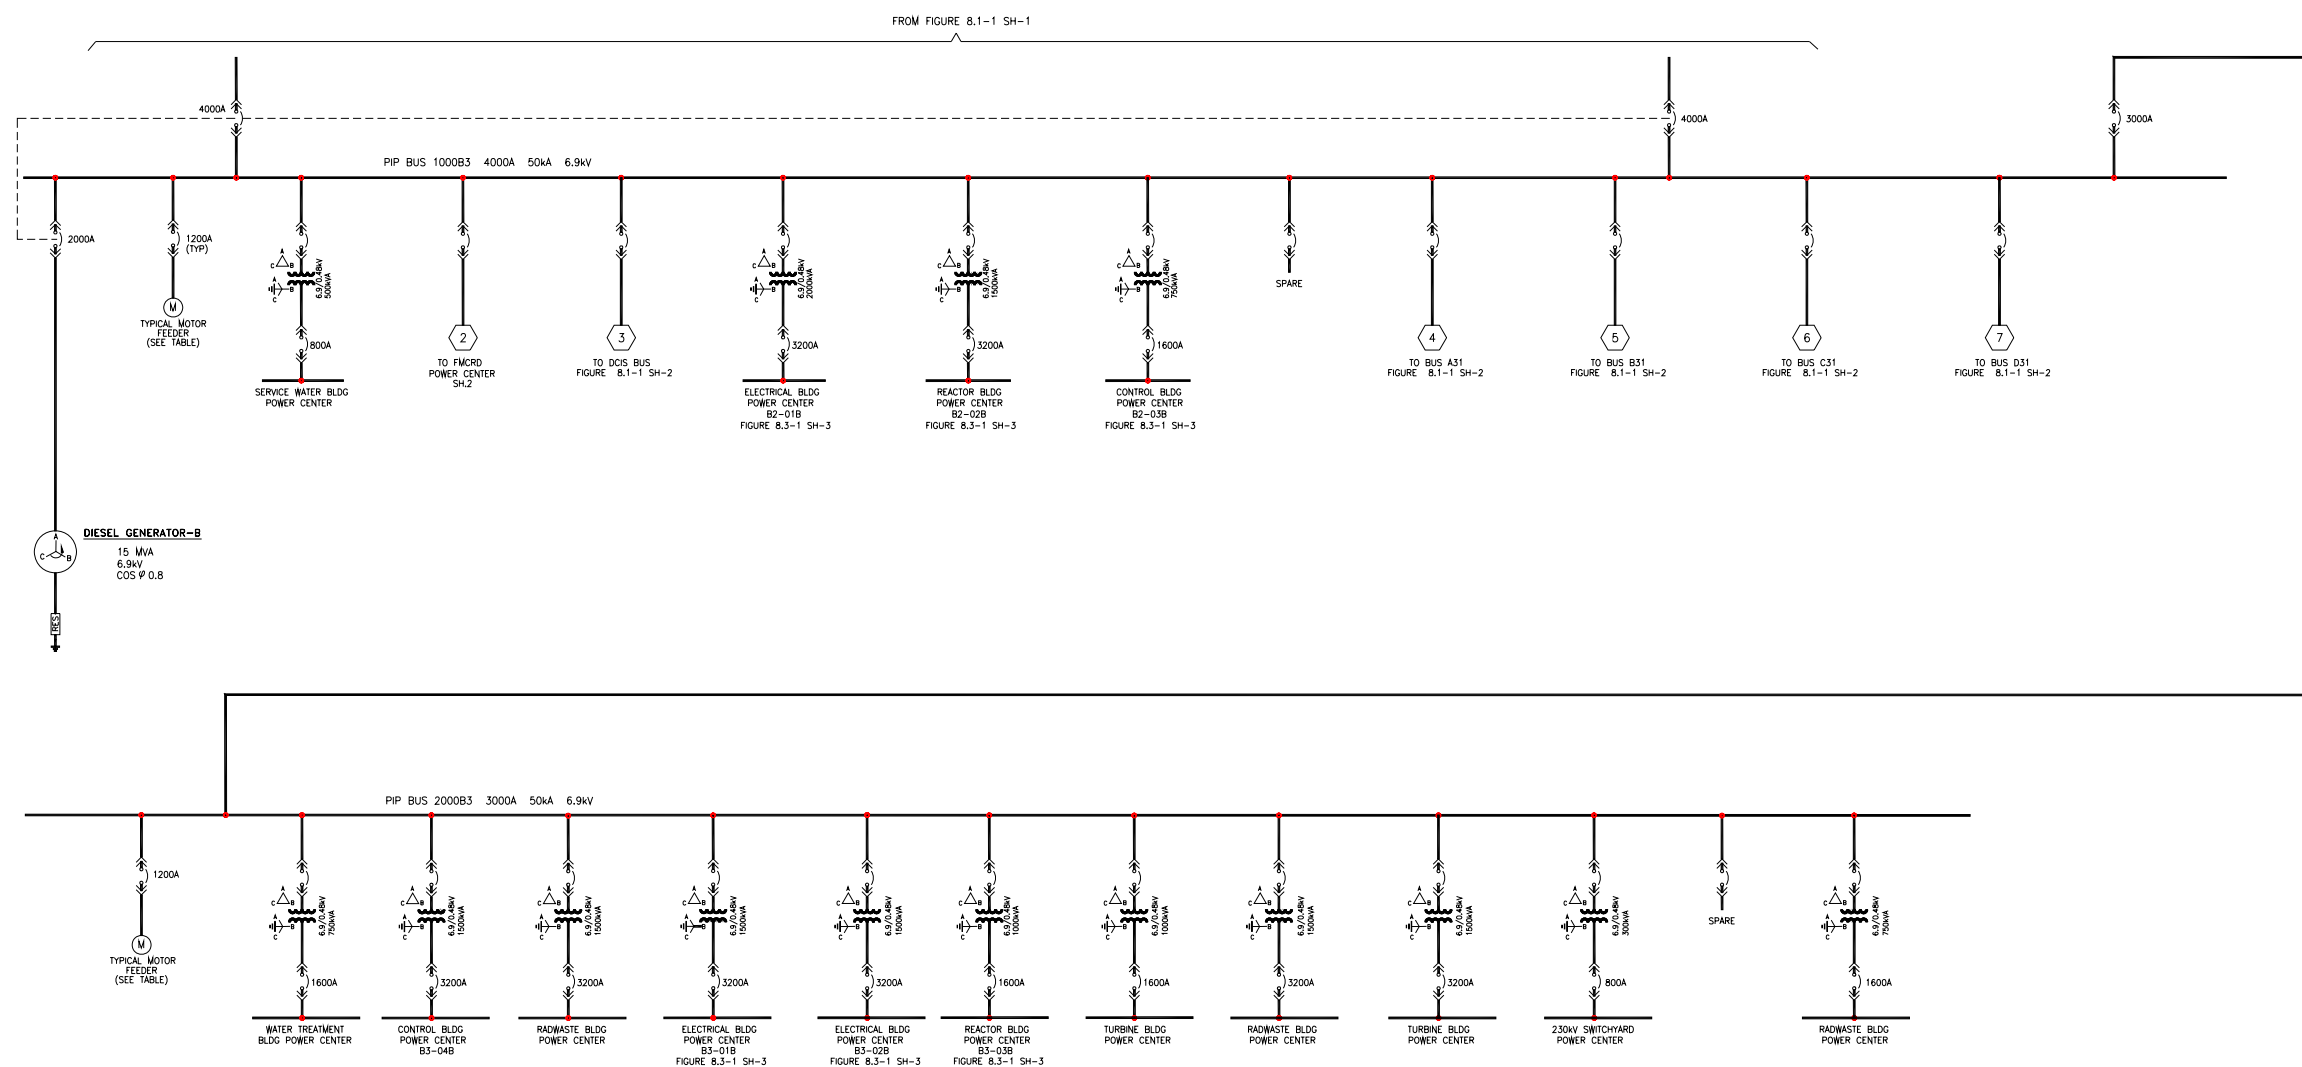 FROM FIGURE 8.1-1 SH-1
4000A
4000A
3000A
PIP BUS 1000B3 4000A 50kA 6.9kV
2000A
1200A
(TYP)
M
TYPICAL MOTOR
FEEDER
(SEE TABLE)
A
C B
A
B
C
6.9/0.48kV
500kVA
800A
SERVICE WATER BLDG
POWER CENTER
2
TO FMCRD
POWER CENTER
SH.2
3
TO DCIS BUS
FIGURE 8.1-1 SH-2
A
C B
A
B
C
6.9/0.48kV
2000kVA
3200A
ELECTRICAL BLDG
POWER CENTER
B2-01B
FIGURE 8.3-1 SH-3
A
C B
A
B
C
6.9/0.48kV
1500kVA
3200A
REACTOR BLDG
POWER CENTER
B2-02B
FIGURE 8.3-1 SH-3
A
C B
A
B
C
6.9/0.48kV
750kVA
1600A
CONTROL BLDG
POWER CENTER
B2-03B
FIGURE 8.3-1 SH-3
SPARE
4
TO BUS A31
FIGURE 8.1-1 SH-2
5
TO BUS B31
FIGURE 8.1-1 SH-2
6
TO BUS C31
FIGURE 8.1-1 SH-2
7
TO BUS D31
FIGURE 8.1-1 SH-2
A
C B
DIESEL GENERATOR-B
15 MVA
6.9kV
COS φ 0.8
RES
PIP BUS 2000B3 3000A 50kA 6.9kV
1200A
M
TYPICAL MOTOR
FEEDER
(SEE TABLE)
A
C B
A
B
C
6.9/0.48kV
750kVA
1600A
WATER TREATMENT
BLDG POWER CENTER
A
C B
A
B
C
6.9/0.48kV
1500kVA
3200A
CONTROL BLDG
POWER CENTER
B3-04B
A
C B
A
B
C
6.9/0.48kV
1500kVA
3200A
RADWASTE BLDG
POWER CENTER
A
C B
A
B
C
6.9/0.48kV
1500kVA
3200A
ELECTRICAL BLDG
POWER CENTER
B3-01B
FIGURE 8.3-1 SH-3
A
C B
A
B
C
6.9/0.48kV
1500kVA
3200A
ELECTRICAL BLDG
POWER CENTER
B3-02B
FIGURE 8.3-1 SH-3
A
C B
A
B
C
6.9/0.48kV
1000kVA
1600A
REACTOR BLDG
POWER CENTER
B3-03B
FIGURE 8.3-1 SH-3
A
C B
A
B
C
6.9/0.48kV
1000kVA
1600A
TURBINE BLDG
POWER CENTER
A
C B
A
B
C
6.9/0.48kV
1500kVA
3200A
RADWASTE BLDG
POWER CENTER
A
C B
A
B
C
6.9/0.48kV
1500kVA
3200A
TURBINE BLDG
POWER CENTER
A
C B
A
B
C
6.9/0.48kV
300kVA
800A
230kV SWITCHYARD
POWER CENTER
SPARE
A
C B
A
B
C
6.9/0.48kV
750kVA
1600A
RADWASTE BLDG
POWER CENTER